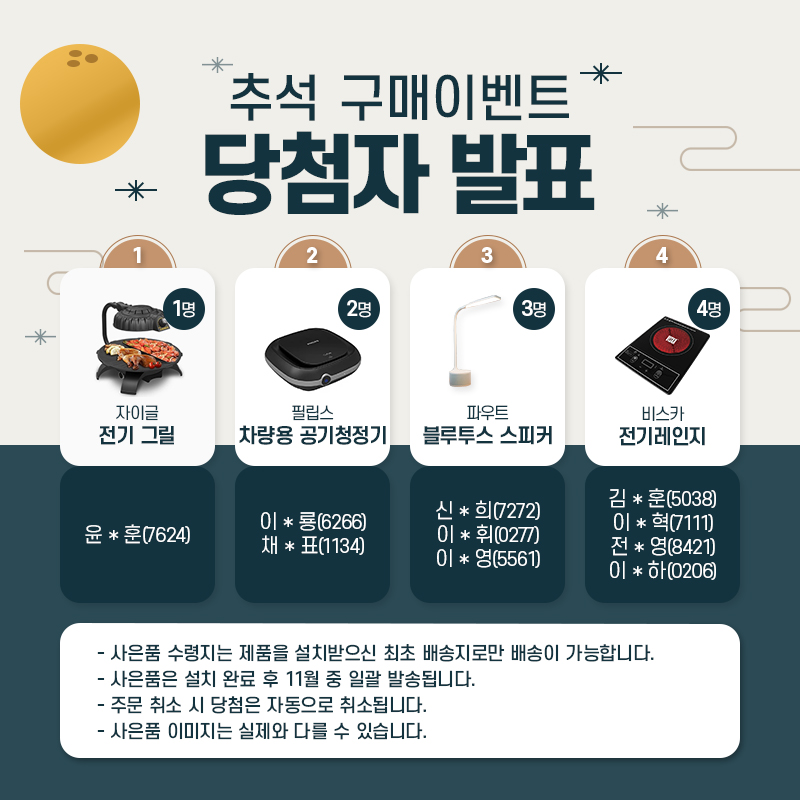 추석 구매이벤트
당첨자 발표
1
1명
자이글
전기 그릴
윤 * 훈(7624)
2
2명
필립스
차량용 공기청정기
이 * 룡(6266)
채 * 표(1134)
3
3명
파우트
블루투스 스피커
신 * 희(7272)
이 * 휘(0277)
이 * 영(5561)
4
4명
비스카
전기레인지
김 * 훈(5038)
이 * 혁(7111)
전 * 영(8421)
이 * 하(0206)
- 사은품 수령지는 제품을 설치받으신 최초 배송지로만 배송이 가능합니다.
- 사은품은 설치 완료 후 11월 중 일괄 발송됩니다.
- 주문 취소 시 당첨은 자동으로 취소됩니다.
- 사은품 이미지는 실제와 다를 수 있습니다.